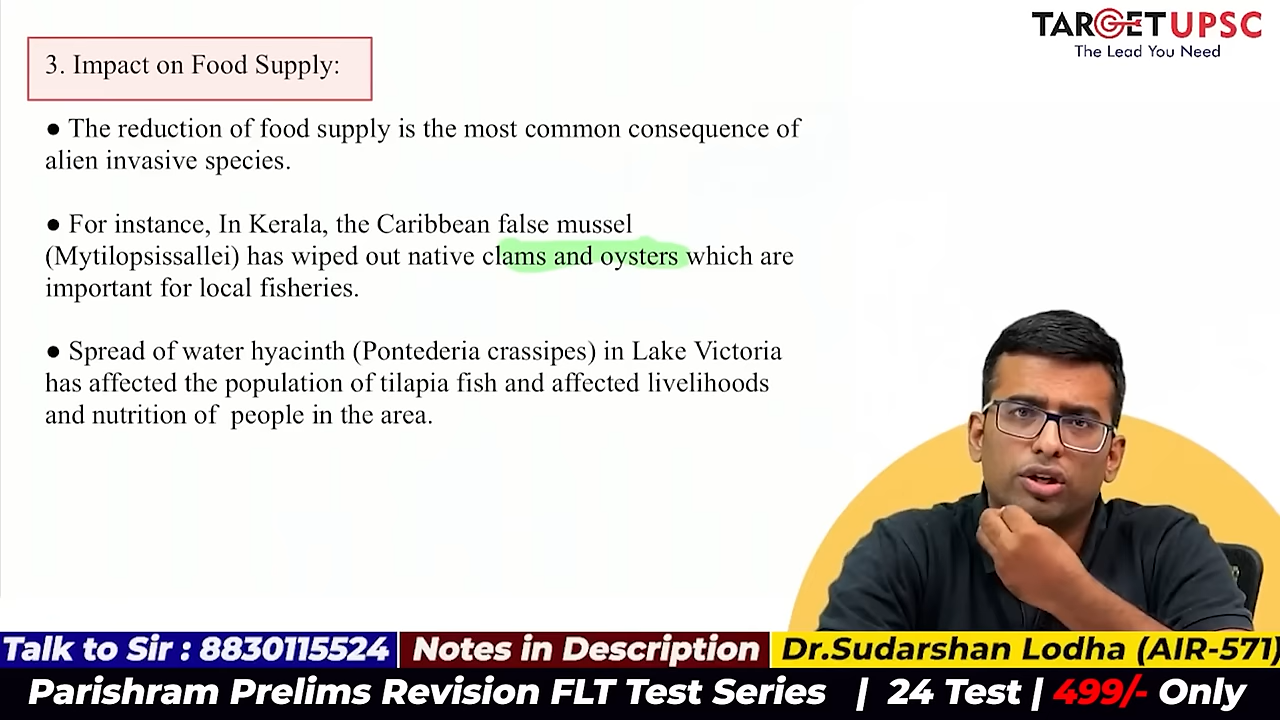 TARGET UPSC
The Lead You Need
3. Impact on Food Supply:
● The reduction of food supply is the most common consequence of
alien invasive species.
● For instance, In Kerala, the Caribbean false mussel
(Mytilopsissallei) has wiped out native clams and oysters which are
important for local fisheries.
● Spread of water hyacinth (Pontederia crassipes) in Lake Victoria
has affected the population of tilapia fish and affected livelihoods
and nutrition of people in the area.
Talk to Sir : 8830115524
Notes in Description
Dr.Sudarshan Lodha (AIR-571)
Parishram Prelims Revision FLT Test Series | 24 Test | 499/- Only